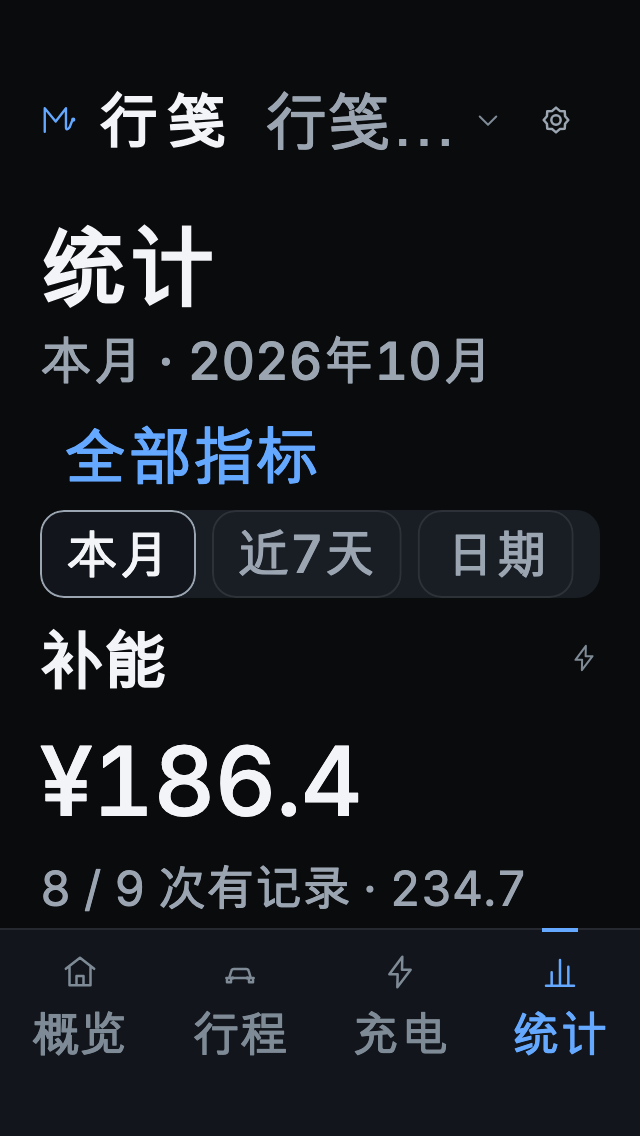 行笺 行笺...
统计
本月 · 2026年10月
全部指标
本月 近7天 日期
补能
¥186.4
8 / 9 次有记录 · 234.7
概览 行程 充电 统计